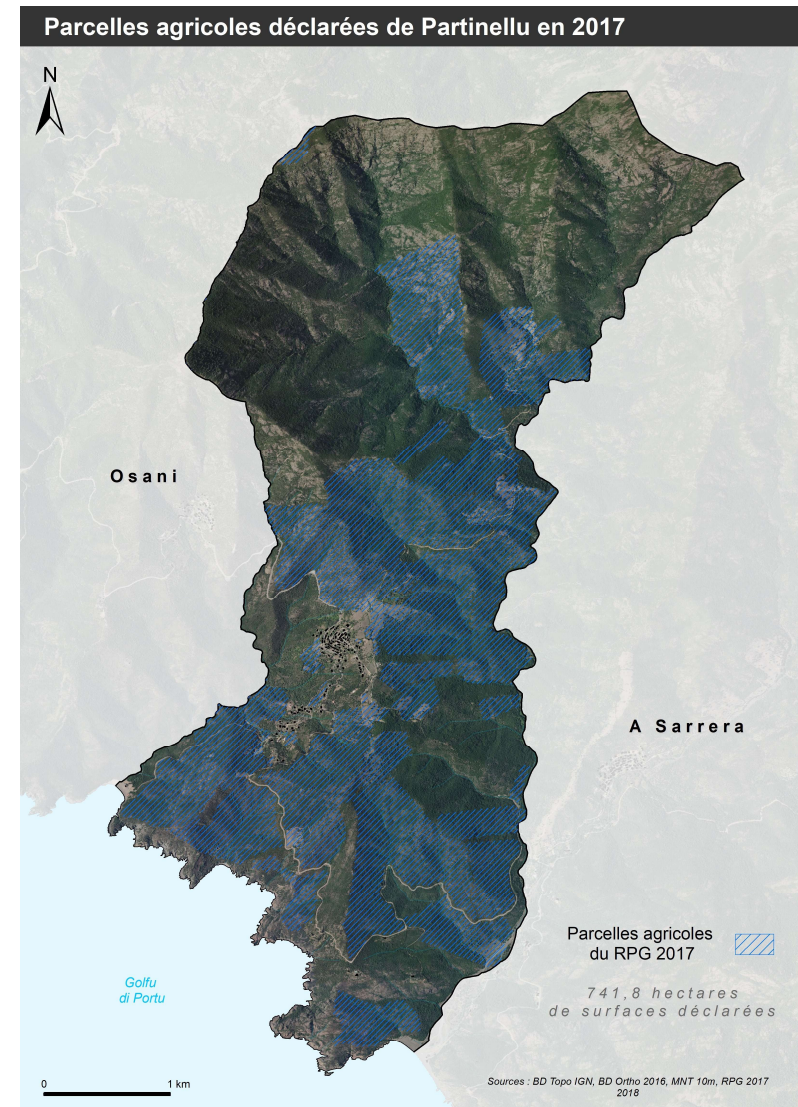 Parcelles agricoles déclarées de Partinellu en 2017
N
Osani
A Sarrera
Parcelles agricoles
du RPG 2017
741,8 hectares
de surfaces déclarées
Golfu
di Portu
0 1 km
Sources : BD Topo IGN, BD Ortho 2016, MNT 10m, RPG 2017
2018